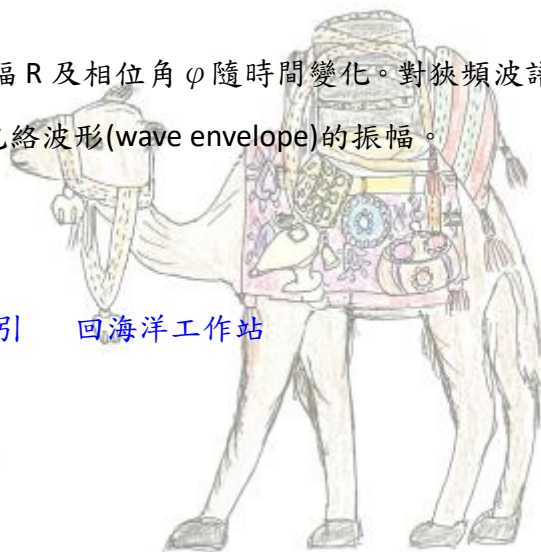 幅 R 及相位角 φ 隨時間變化。對狹頻波譜
絡波形(wave envelope)的振幅。
引 回海洋工作站